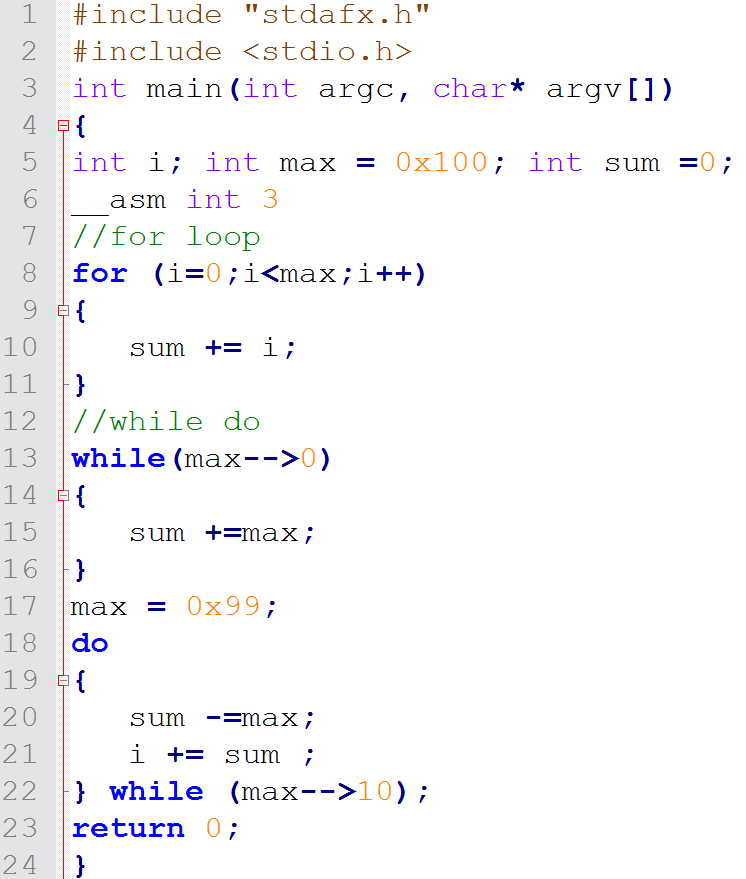 1 #include "stdafx.h"
2 #include <stdio.h>
3 int main(int argc, char* argv[])
4 {
5 int i; int max = 0x100; int sum =0;
6 __asm int 3
7 //for loop
8 for (i=0;i<max;i++)
9 {
10 sum += i;
11 }
12 //while do
13 while(max-->0)
14 {
15 sum +=max;
16 }
17 max = 0x99;
18 do
19 {
20 sum -=max;
21 i += sum ;
22 } while (max-->10);
23 return 0;
24 }